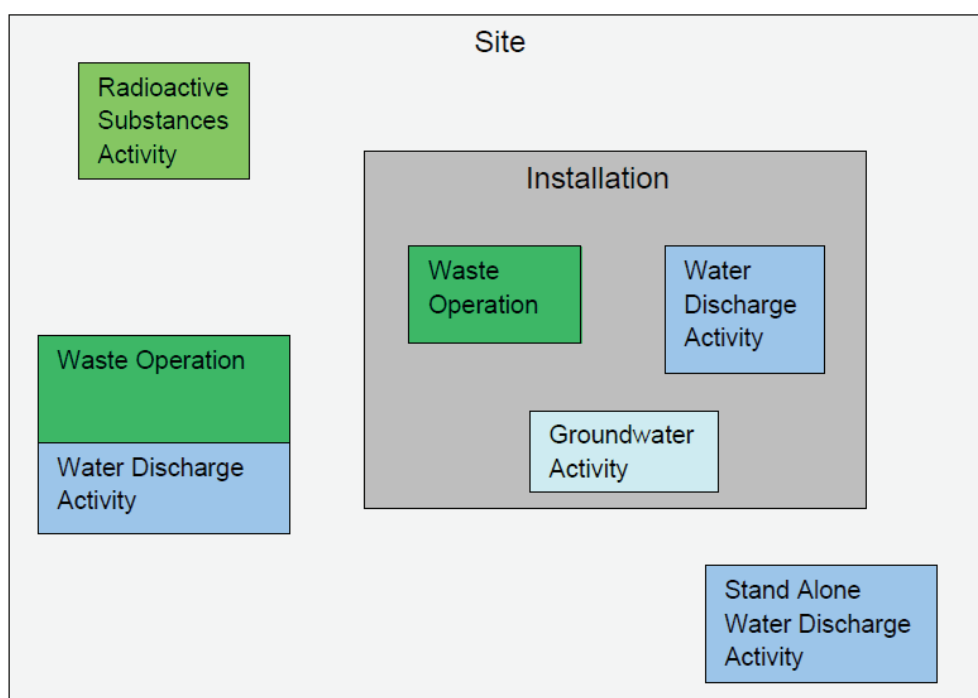 Site
Radioactive
Substances
Activity
Installation
Waste
Operation
Water
Discharge
Activity
Waste Operation
Water Discharge
Activity
Groundwater
Activity
Stand Alone
Water Discharge
Activity